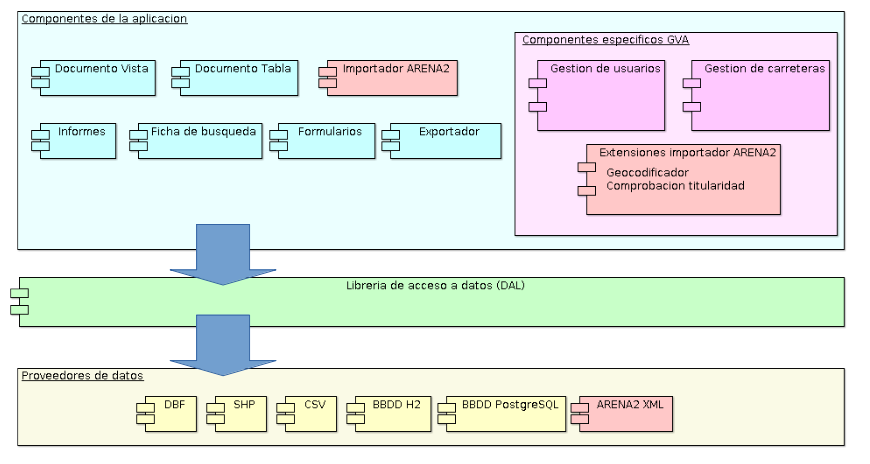 Componentes de la aplicacion
Componentes especificos GVA
Documento Vista
Documento Tabla
Importador ARENA2
Gestion de usuarios
Gestion de carreteras
Informes
Ficha de busqueda
Formularios
Exportador
Extensiones importador ARENA2
Geocodificador
Comprobacion titularidad
Libreria de acceso a datos (DAL)
Proveedores de datos
DBF
SHP
CSV
BBDD H2
BBDD PostgreSQL
ARENA2 XML